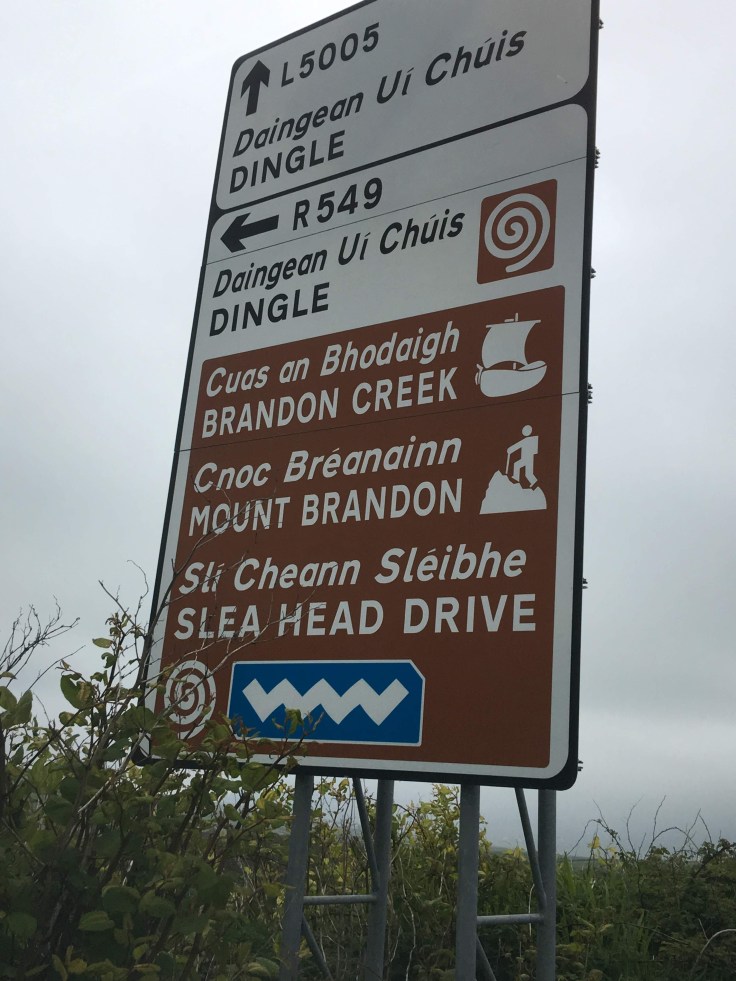 L5005
Daingean Uí Chúis
DINGLE
R549
Daingean Uí Chúis
DINGLE
Cuas an Bhodaigh
BRANDON CREEK
Cnoc Bréanainn
MOUNT BRANDON
Slí Cheann Sléibhe
SLEA HEAD DRIVE